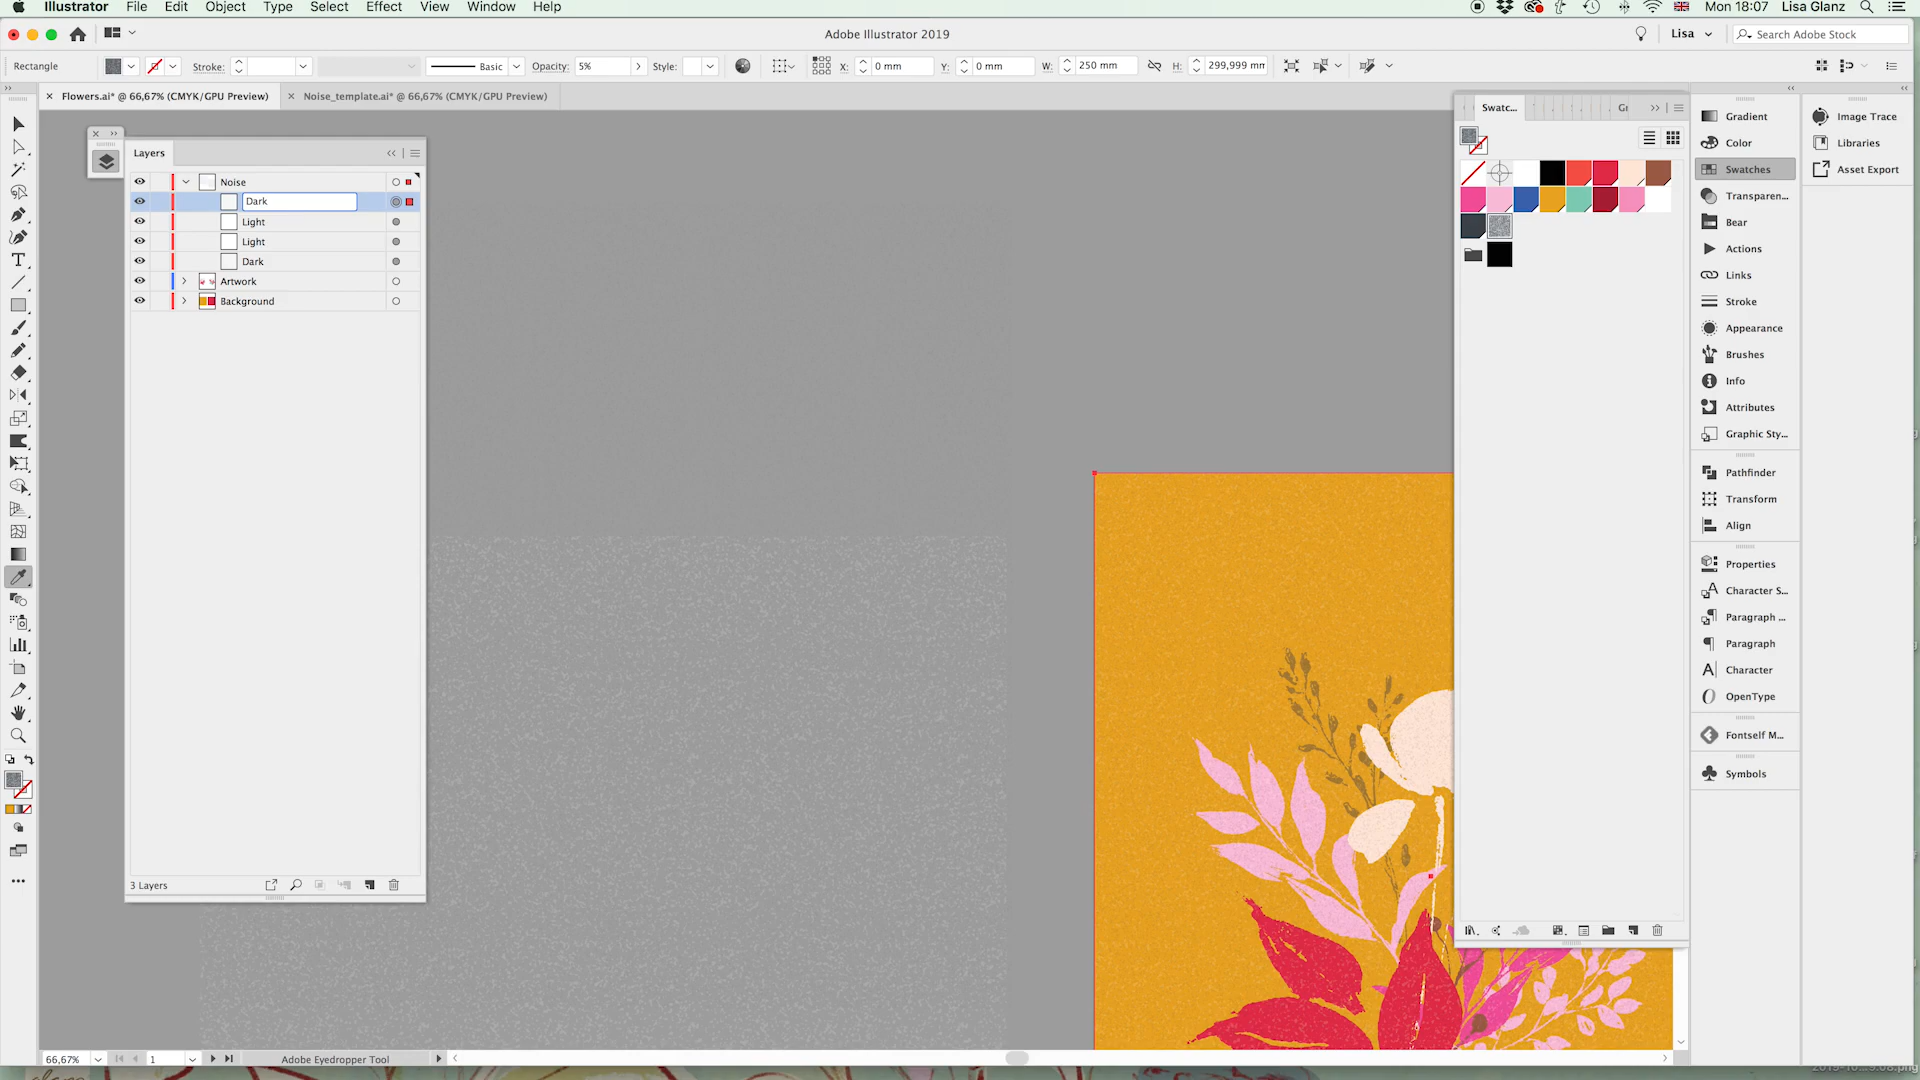 Illustrator File Edit Object Type Select Effect View Window Help Mon 18:07 Lisa Glanz
Adobe Illustrator 2019 Lisa Search Adobe Stock
Rectangle Stroke: Basic Opacity: 5% Style: X: 0 mm Y: 0 mm W: 250 mm H: 299,999 mm
Flowers.ai* @ 66,67% (CMYK/GPU Preview) Noise_template.ai* @ 66,67% (CMYK/GPU Preview)
Layers
Noise
Dark
Light
Light
Dark
Artwork
Background
3 Layers
Swatc... Gr
Gradient
Color
Swatches
Transparen...
Bear
Actions
Links
Stroke
Appearance
Brushes
Info
Attributes
Graphic Sty...
Pathfinder
Transform
Align
Properties
Character S...
Paragraph ...
Paragraph
Character
OpenType
Fontself M...
Symbols
Image Trace
Libraries
Asset Export
66,67% 1 Adobe Eyedropper Tool